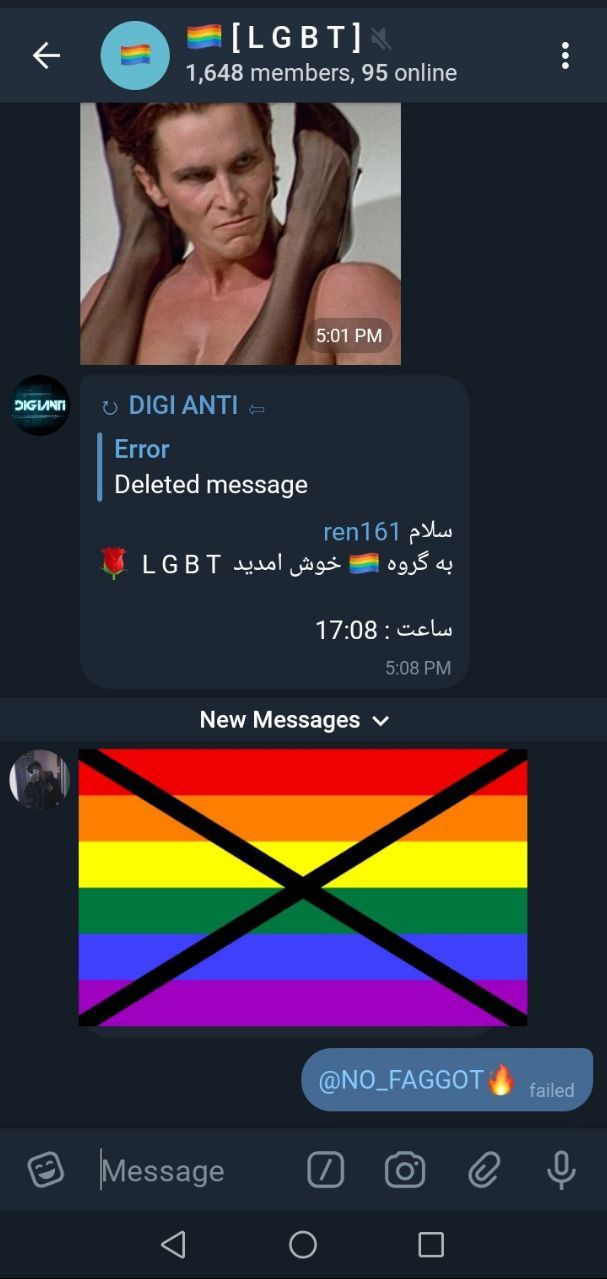 🏳️‍🌈 [ L G B T ]
1,648 members, 95 online
5:01 PM
DIGIANTI
↻ DIGI ANTI ⇦
Error
Deleted message
سلام ren161
به گروه 🏳️‍🌈 خوش امدید L G B T 🌹
ساعت : 17:08
5:08 PM
New Messages
@NO_FAGGOT🔥 failed
Message